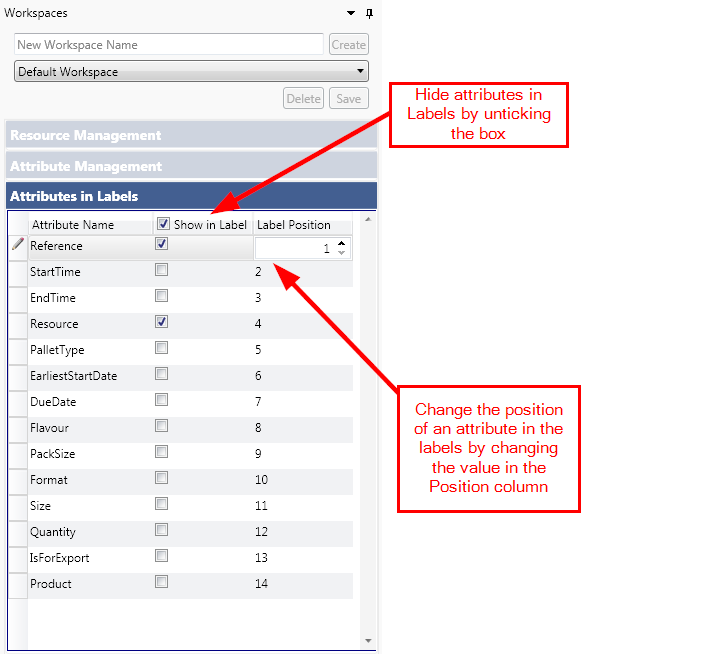 Workspaces
New Workspace Name Create
Default Workspace
Delete Save
Hide attributes in
Labels by unticking
the box
Resource Management
Attribute Management
Attributes in Labels
Attribute Name Show in Label Label Position
Reference 1
StartTime 2
EndTime 3
Resource 4
PalletType 5
EarliestStartDate 6
DueDate 7
Flavour 8
PackSize 9
Format 10
Size 11
Quantity 12
IsForExport 13
Product 14
Change the position
of an attribute in the
labels by changing
the value in the
Position column